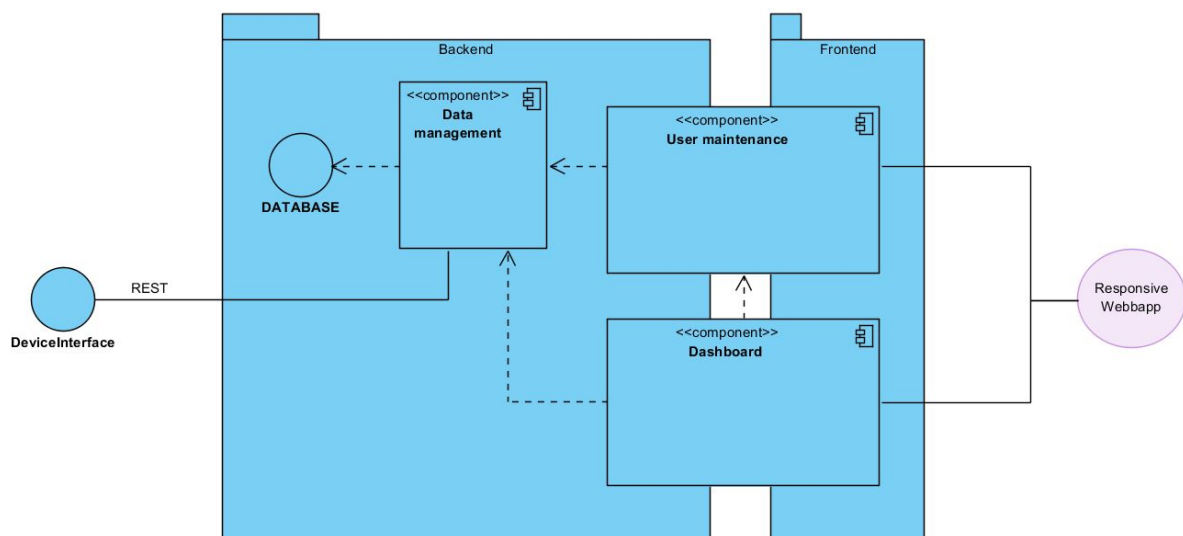 Backend
Frontend
<<component>>
Data
management
<<component>>
User maintenance
DATABASE
REST
DeviceInterface
<<component>>
Dashboard
Responsive
Webbapp